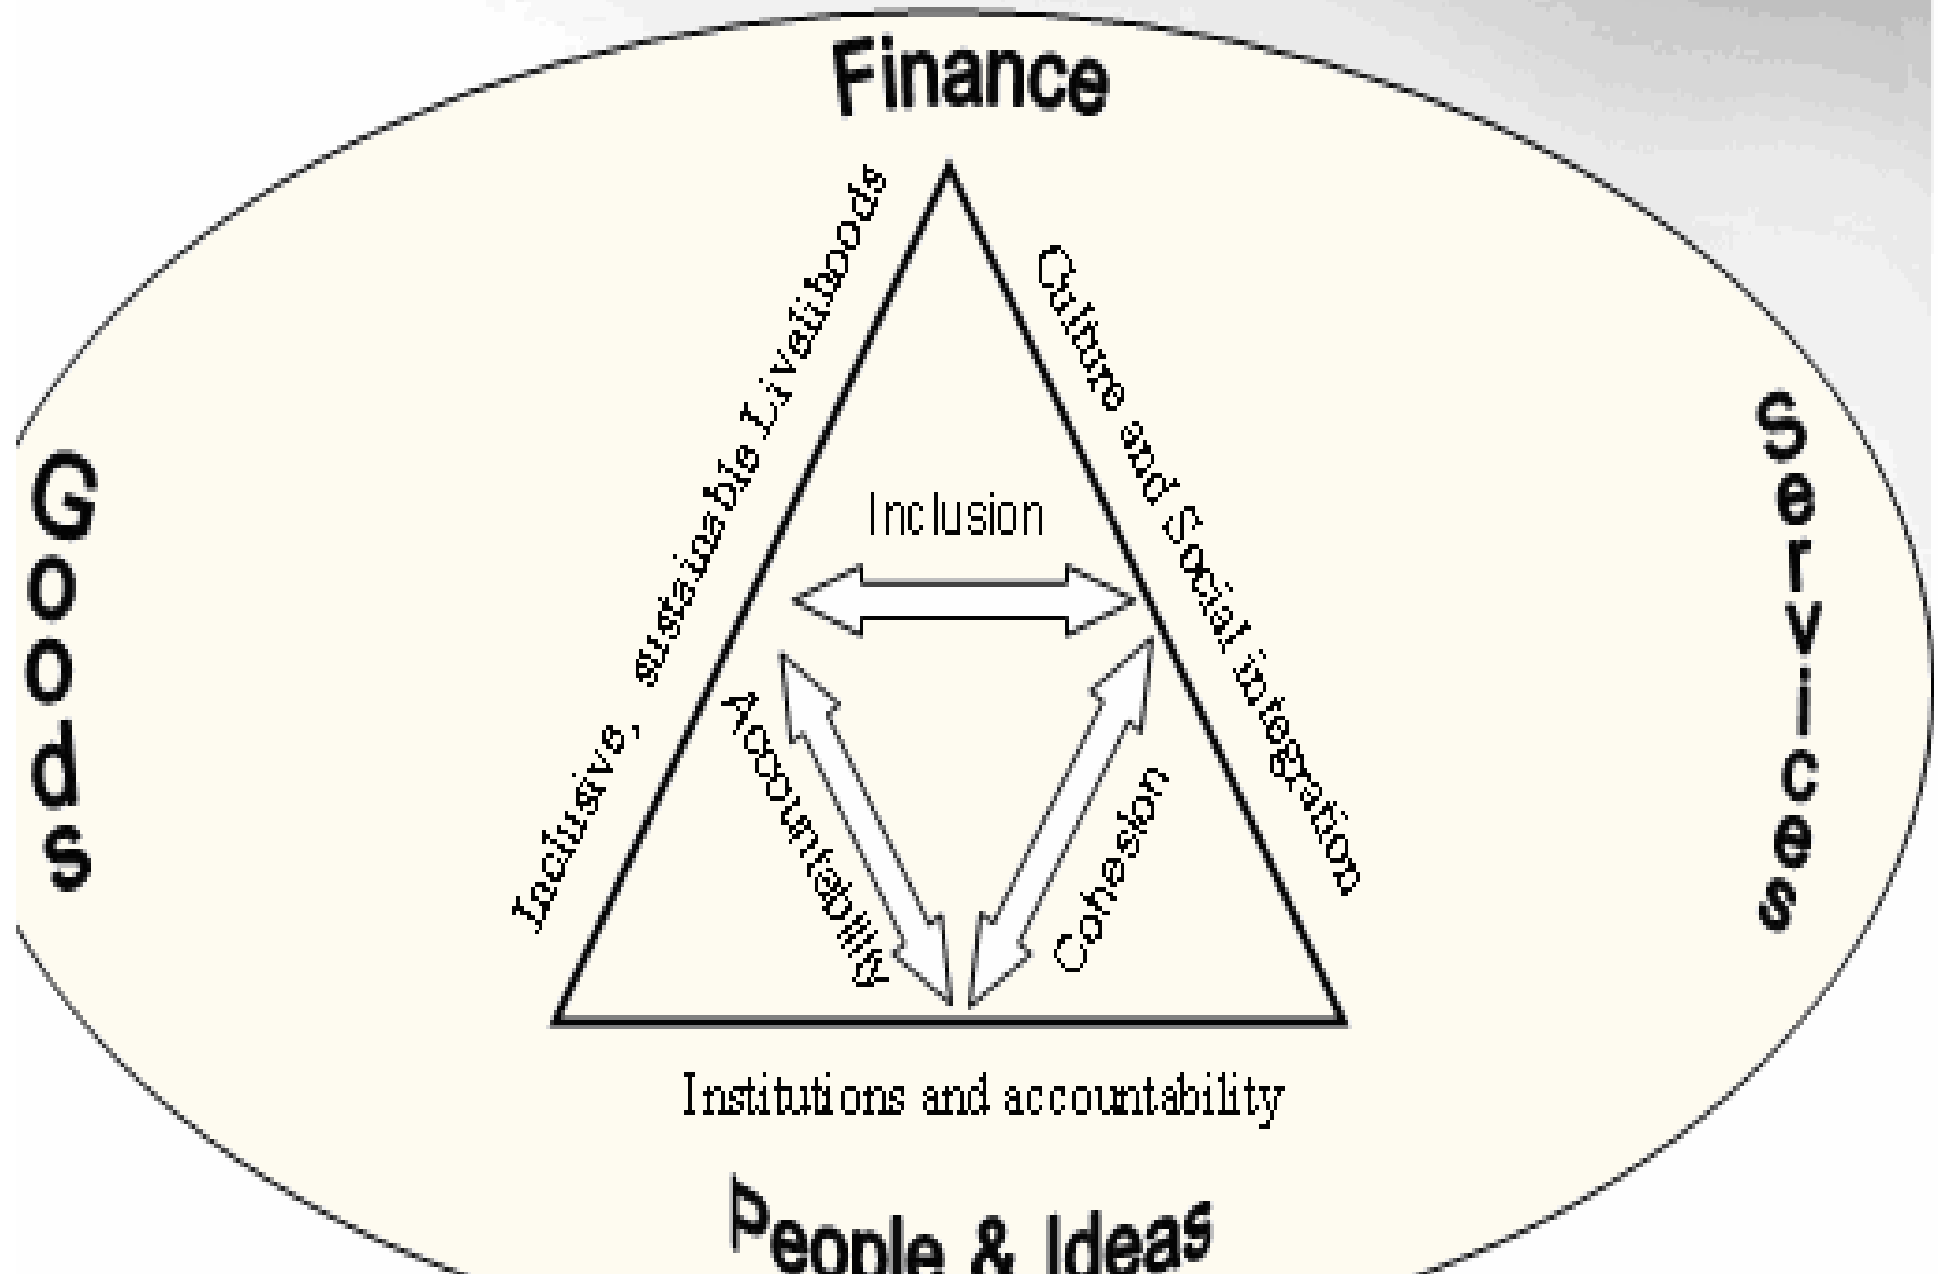 Finance
Inclusive, sustainable Livelihoods
Culture and Social integration
Goods
Services
Inclusion
Accountability
Cohesion
Institutions and accountability
People & Ideas